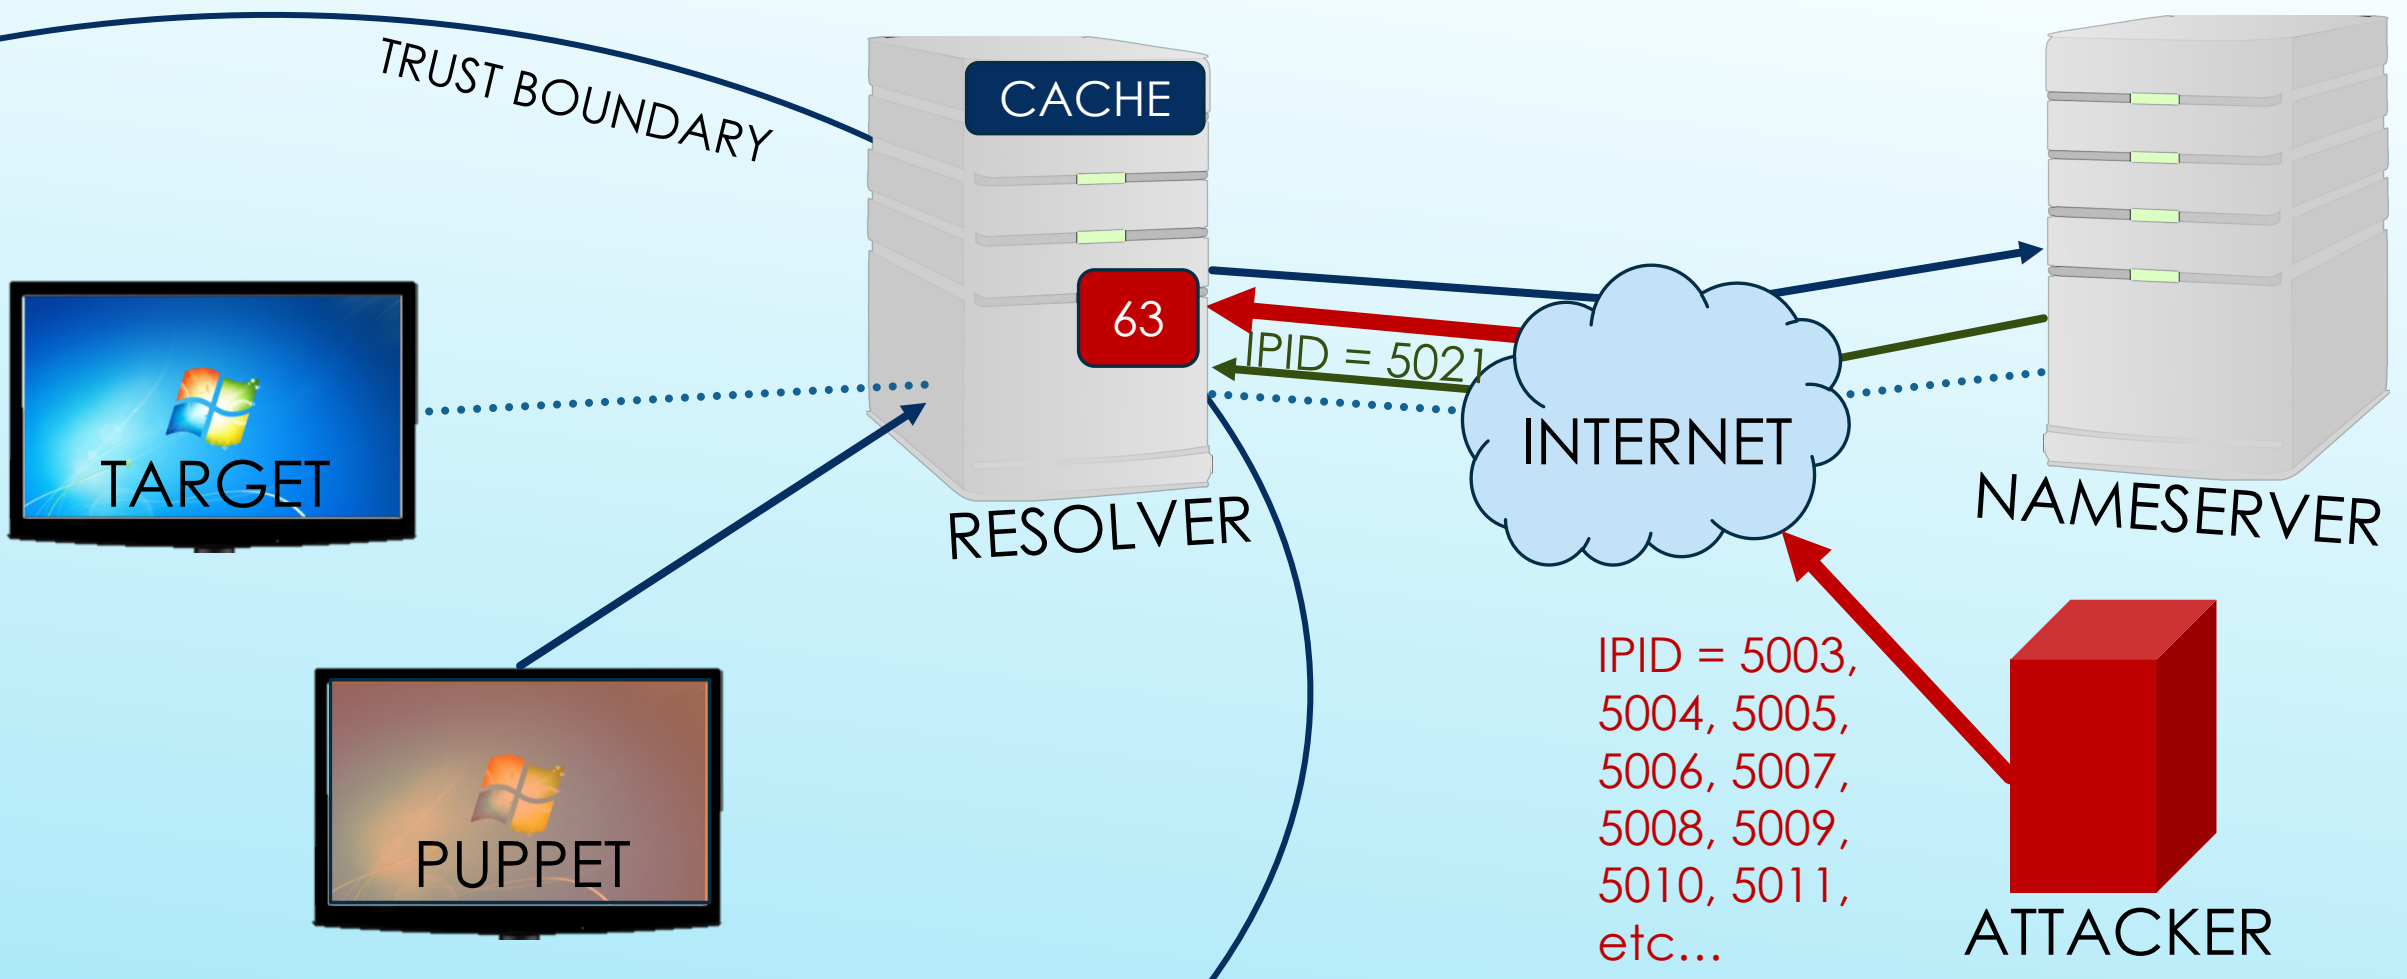 TRUST BOUNDARY
CACHE
63
IPID = 5021
TARGET
INTERNET
RESOLVER
NAMESERVER
PUPPET
IPID = 5003,
5004, 5005,
5006, 5007,
5008, 5009,
5010, 5011,
etc...
ATTACKER